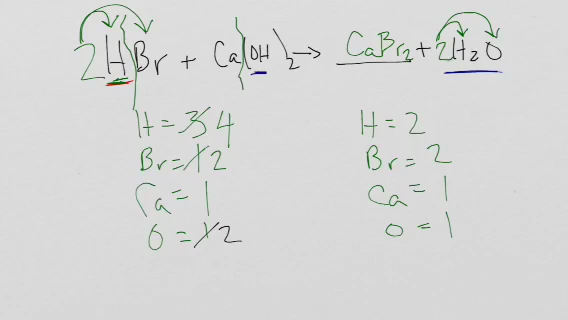 2HBr + Ca(OH)2 → CaBr2 + 2H2O
H = 3 4 H = 2
Br = 1 2 Br = 2
Ca = 1 Ca = 1
O = 1 2 O = 1